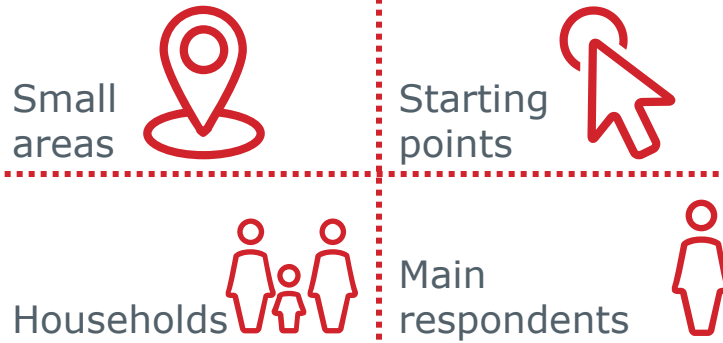 Small
areas
Starting
points
Households
Main
respondents